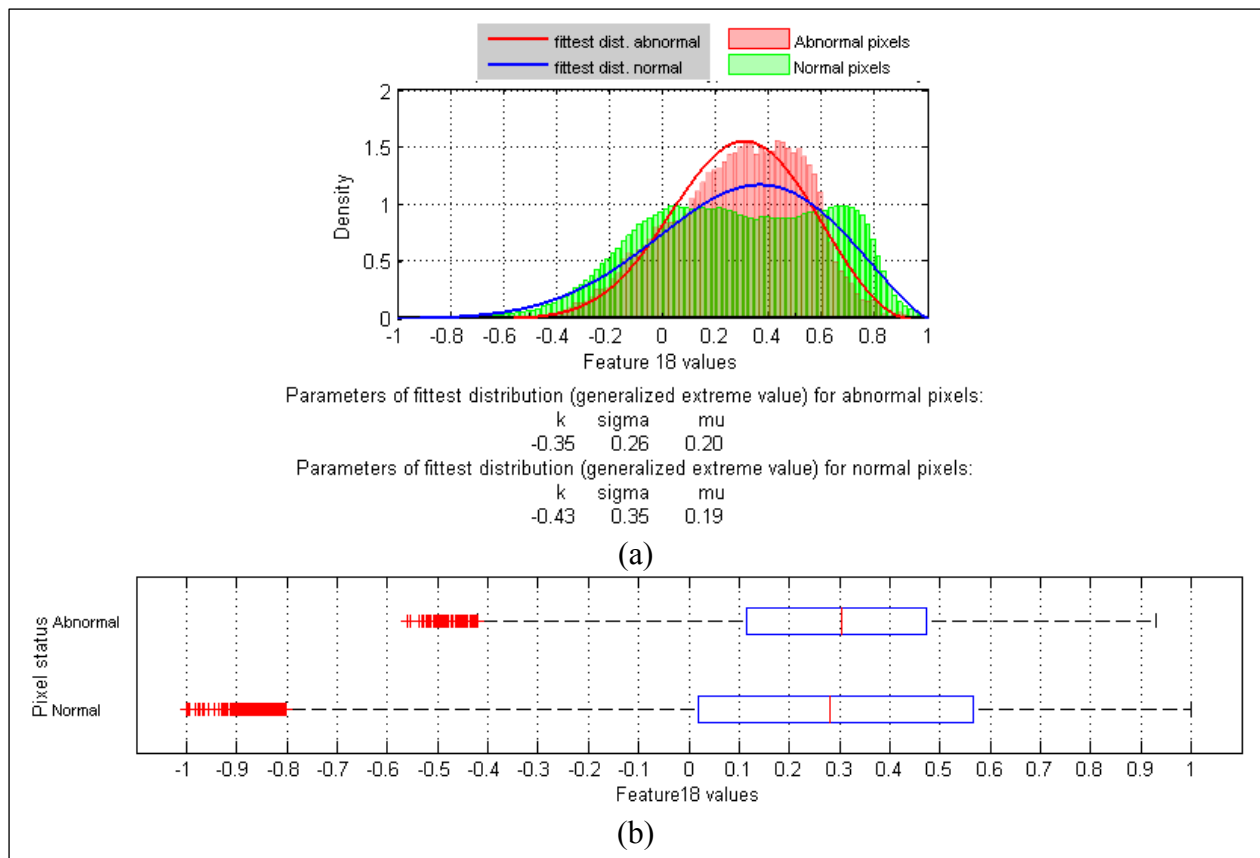 fittest dist. abnormal Abnormal pixels
fittest dist. normal Normal pixels
2
1.5
1
0.5
0
Density
-1 -0.8 -0.6 -0.4 -0.2 0 0.2 0.4 0.6 0.8 1
Feature 18 values
Parameters of fittest distribution (generalized extreme value) for abnormal pixels:
k sigma mu
-0.35 0.26 0.20
Parameters of fittest distribution (generalized extreme value) for normal pixels:
k sigma mu
-0.43 0.35 0.19
(a)
Pixel status
Abnormal
Normal
-1 -0.9 -0.8 -0.7 -0.6 -0.5 -0.4 -0.3 -0.2 -0.1 0 0.1 0.2 0.3 0.4 0.5 0.6 0.7 0.8 0.9 1
Feature18 values
(b)